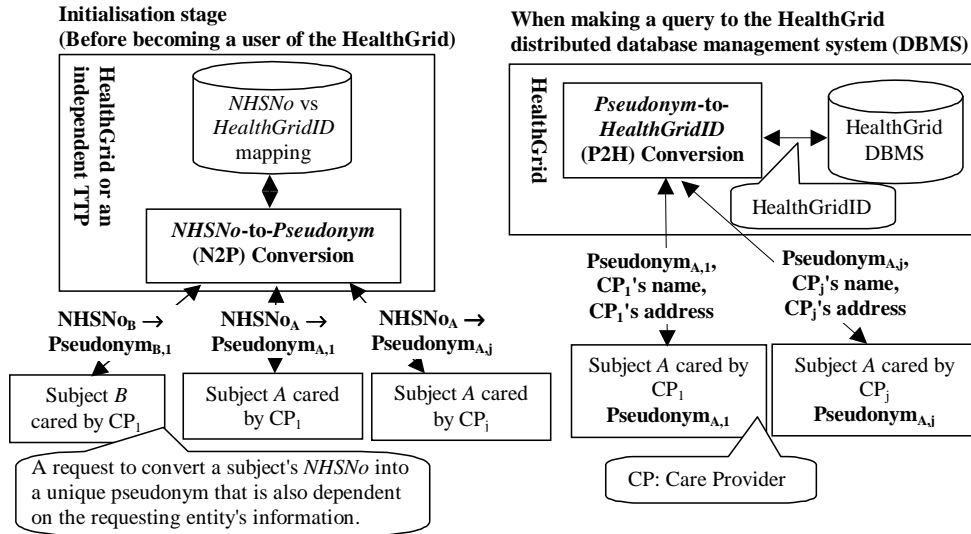 Initialisation stage
(Before becoming a user of the HealthGrid)
HealthGrid or an
independent TTP
NHSNo vs
HealthGridID
mapping
NHSNo-to-Pseudonym
(N2P) Conversion
NHSNoB →
PseudonymB,1
NHSNoA →
PseudonymA,1
NHSNoA →
PseudonymA,j
Subject B
cared by CP1
Subject A cared
by CP1
Subject A cared
by CPj
A request to convert a subject's NHSNo into
a unique pseudonym that is also dependent
on the requesting entity's information.
When making a query to the HealthGrid
distributed database management system (DBMS)
HealthGrid
Pseudonym-to-
HealthGridID
(P2H) Conversion
HealthGrid
DBMS
HealthGridID
PseudonymA,1,
CP1's name,
CP1's address
PseudonymA,j,
CPj's name,
CPj's address
Subject A cared by
CP1
PseudonymA,1
Subject A cared by
CPj
PseudonymA,j
CP: Care Provider